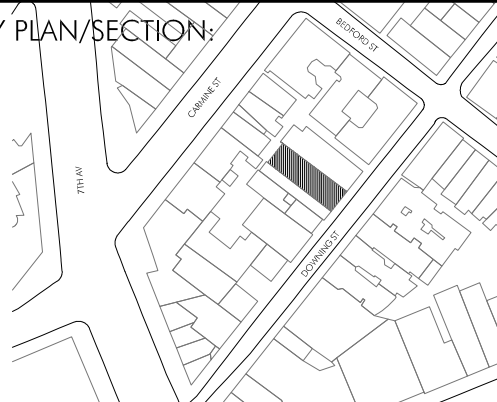 Y PLAN/SECTION:
BEDFORD ST
CARMINE ST
7TH AV
DOWNING ST